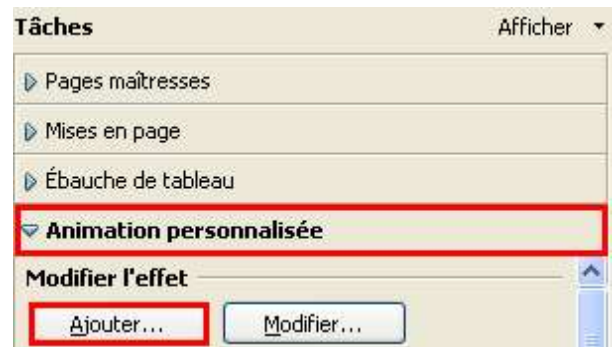 Tâches Afficher
Pages maîtresses
Mises en page
Ébauche de tableau
Animation personnalisée
Modifier l'effet
Ajouter... Modifier...